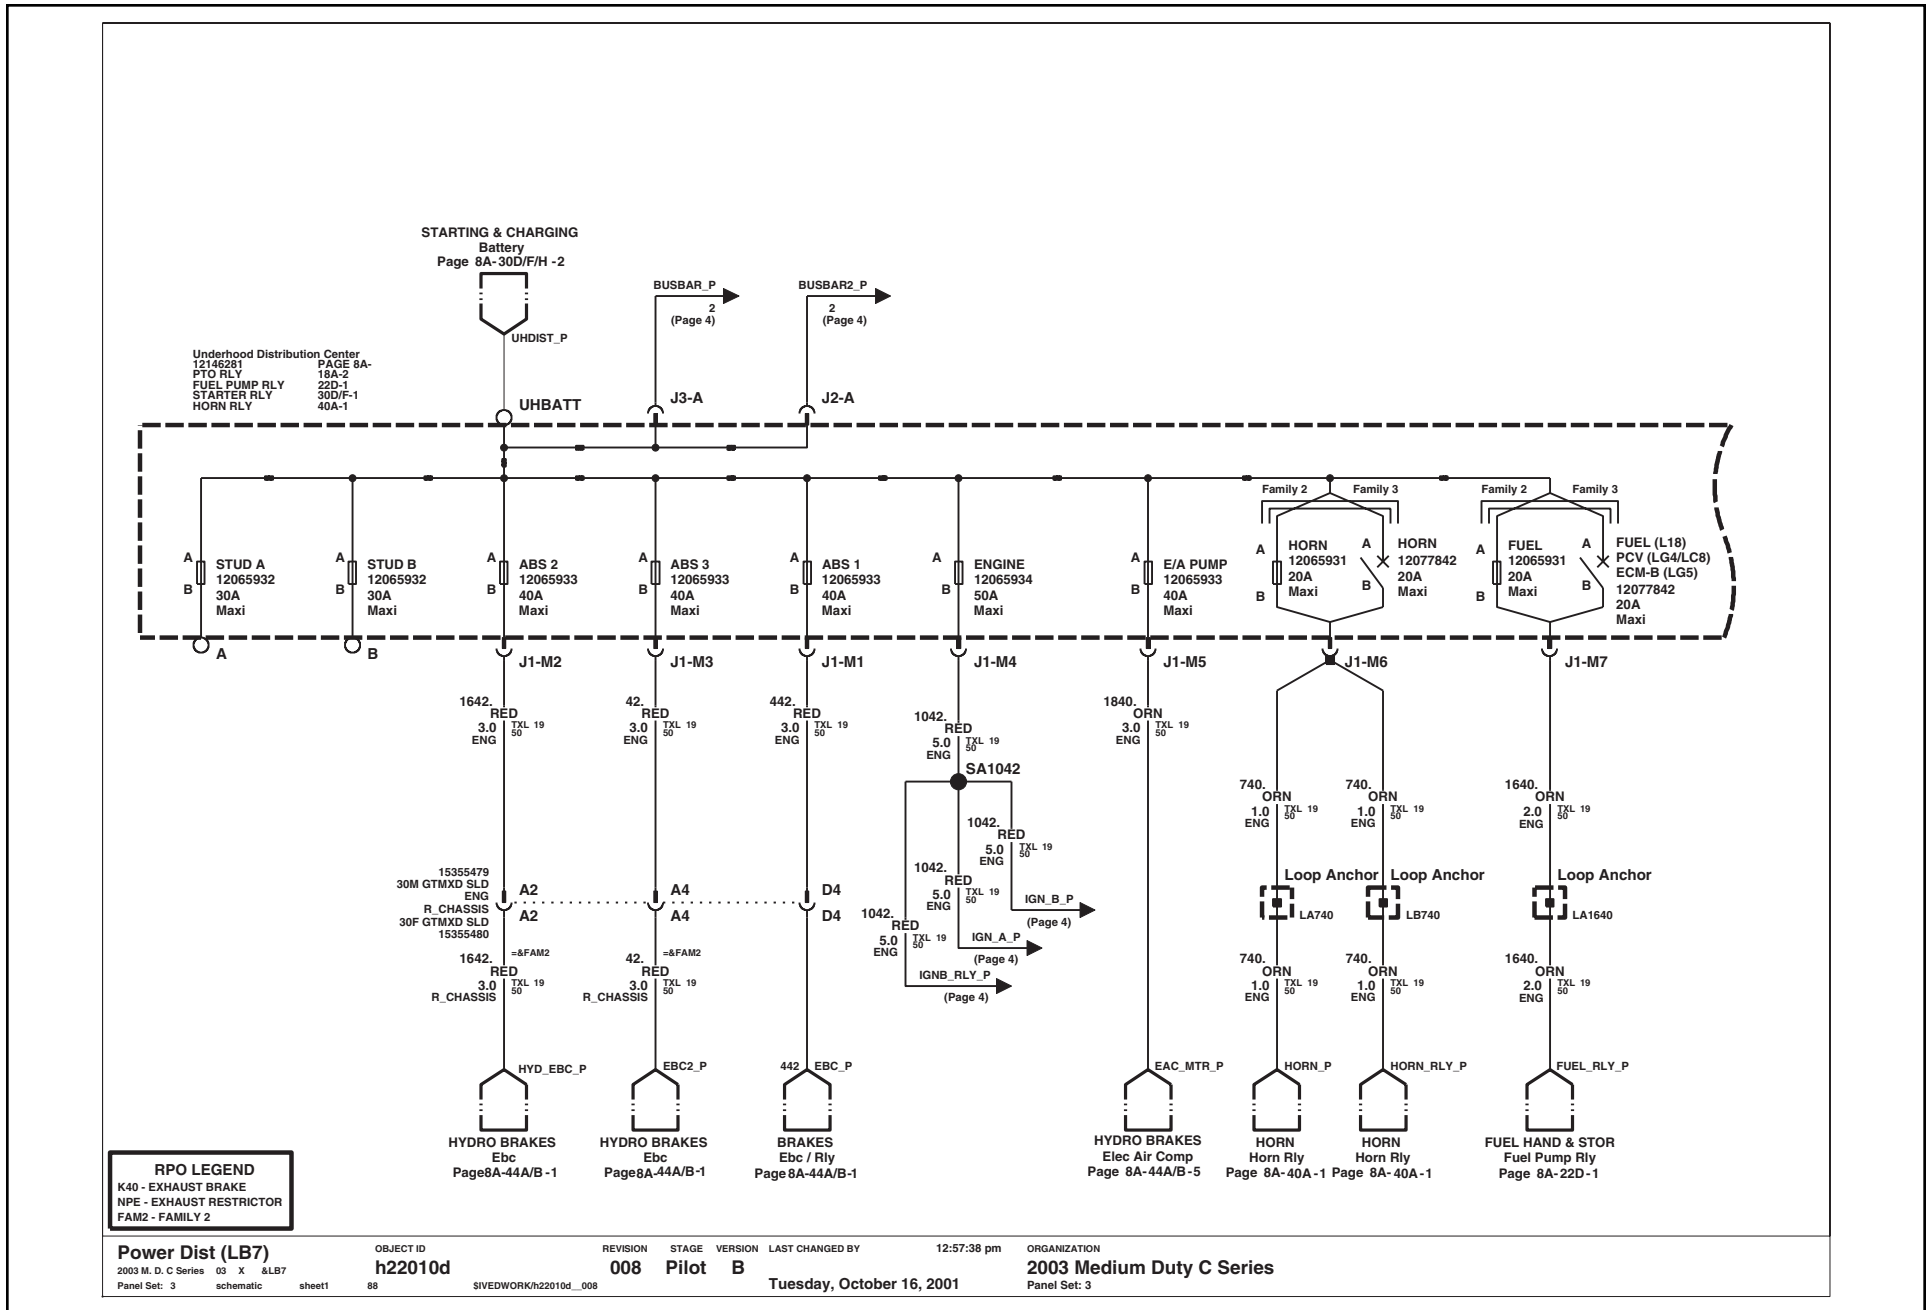 STARTING & CHARGING
Battery
Page 8A-30D/F/H -2
UHDIST_P
BUSBAR_P
2
(Page 4)
BUSBAR2_P
2
(Page 4)
Underhood Distribution Center
12146281 PAGE 8A-
PTO RLY 18A-2
FUEL PUMP RLY 22D-1
STARTER RLY 30D/F-1
HORN RLY 40A-1
UHBATT
J3-A
J2-A
A
B
STUD A
12065932
30A
Maxi
A
B
STUD B
12065932
30A
Maxi
A
B
ABS 2
12065933
40A
Maxi
A
B
ABS 3
12065933
40A
Maxi
A
B
ABS 1
12065933
40A
Maxi
A
B
ENGINE
12065934
50A
Maxi
A
B
E/A PUMP
12065933
40A
Maxi
Family 2
Family 3
A
B
HORN
12065931
20A
Maxi
A
B
HORN
12077842
20A
Maxi
Family 2
Family 3
A
B
FUEL
12065931
20A
Maxi
A
B
FUEL (L18)
PCV (LG4/LC8)
ECM-B (LG5)
12077842
20A
Maxi
A
B
J1-M2
J1-M3
J1-M1
J1-M4
J1-M5
J1-M6
J1-M7
1642.
RED
3.0 TXL 19
ENG 50
42.
RED
3.0 TXL 19
ENG 50
442.
RED
3.0 TXL 19
ENG 50
1042.
RED
5.0 TXL 19
ENG 50
1840.
ORN
3.0 TXL 19
ENG 50
SA1042
740.
ORN
1.0 TXL 19
ENG 50
740.
ORN
1.0 TXL 19
ENG 50
1640.
ORN
2.0 TXL 19
ENG 50
1042.
RED
5.0 TXL 19
ENG 50
1042.
RED
5.0 TXL 19
ENG 50
1042.
RED
5.0 TXL 19
ENG 50
IGN_B_P
(Page 4)
IGN_A_P
(Page 4)
IGNB_RLY_P
(Page 4)
15355479
30M GTMXD SLD
ENG
R_CHASSIS
30F GTMXD SLD
15355480
A2
A2
A4
A4
D4
D4
Loop Anchor
LA740
Loop Anchor
LB740
Loop Anchor
LA1640
1642. =&FAM2
RED
3.0 TXL 19
R_CHASSIS 50
42. =&FAM2
RED
3.0 TXL 19
R_CHASSIS 50
740.
ORN
1.0 TXL 19
ENG 50
740.
ORN
1.0 TXL 19
ENG 50
1640.
ORN
2.0 TXL 19
ENG 50
HYD_EBC_P
HYDRO BRAKES
Ebc
Page8A-44A/B-1
EBC2_P
HYDRO BRAKES
Ebc
Page8A-44A/B-1
442 EBC_P
BRAKES
Ebc / Rly
Page8A-44A/B-1
EAC_MTR_P
HYDRO BRAKES
Elec Air Comp
Page 8A-44A/B-5
HORN_P
HORN
Horn Rly
Page 8A-40A-1
HORN_RLY_P
HORN
Horn Rly
Page 8A-40A-1
FUEL_RLY_P
FUEL HAND & STOR
Fuel Pump Rly
Page 8A-22D-1
RPO LEGEND
K40 - EXHAUST BRAKE
NPE - EXHAUST RESTRICTOR
FAM2 - FAMILY 2
Power Dist (LB7)
2003 M. D. C Series 03 X &LB7
Panel Set: 3 schematic sheet1 88
OBJECT ID
h22010d
$IVEDWORK/h22010d__008
REVISION
008
STAGE
Pilot
VERSION
B
LAST CHANGED BY 12:57:38 pm
Tuesday, October 16, 2001
ORGANIZATION
2003 Medium Duty C Series
Panel Set: 3